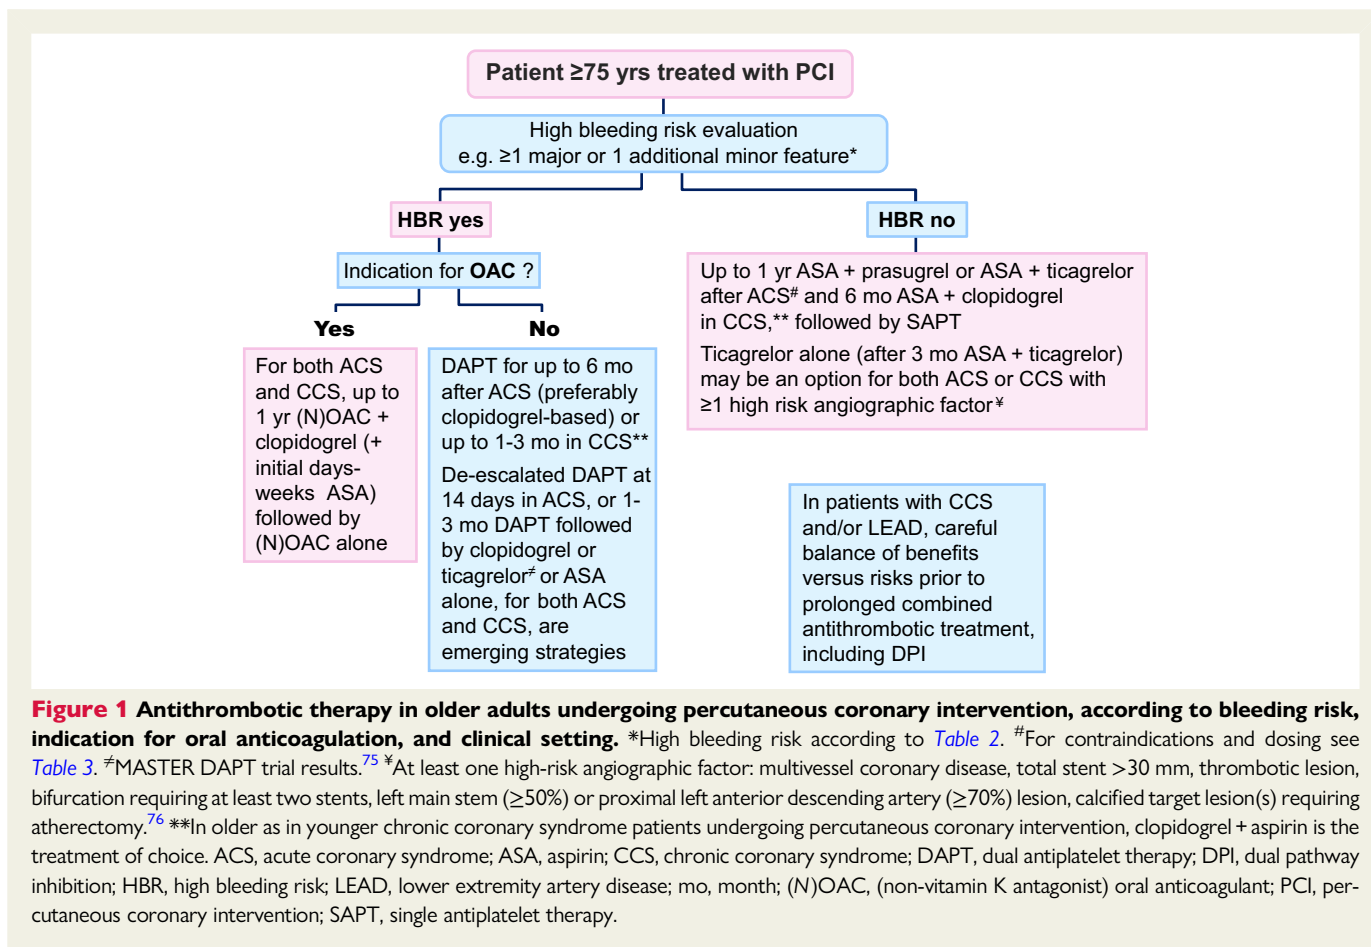 Patient ≥75 yrs treated with PCI
High bleeding risk evaluation
e.g. ≥1 major or 1 additional minor feature*
HBR yes
HBR no
Indication for OAC ?
Yes
No
For both ACS
and CCS, up to
1 yr (N)OAC +
clopidogrel (+
initial days-
weeks ASA)
followed by
(N)OAC alone
DAPT for up to 6 mo
after ACS (preferably
clopidogrel-based) or
up to 1-3 mo in CCS**
De-escalated DAPT at
14 days in ACS, or 1-
3 mo DAPT followed
by clopidogrel or
ticagrelor≠ or ASA
alone, for both ACS
and CCS, are
emerging strategies
Up to 1 yr ASA + prasugrel or ASA + ticagrelor
after ACS# and 6 mo ASA + clopidogrel
in CCS,** followed by SAPT
Ticagrelor alone (after 3 mo ASA + ticagrelor)
may be an option for both ACS or CCS with
≥1 high risk angiographic factor¥
In patients with CCS
and/or LEAD, careful
balance of benefits
versus risks prior to
prolonged combined
antithrombotic treatment,
including DPI
Figure 1 Antithrombotic therapy in older adults undergoing percutaneous coronary intervention, according to bleeding risk,
indication for oral anticoagulation, and clinical setting. *High bleeding risk according to Table 2. #For contraindications and dosing see
Table 3. ≠MASTER DAPT trial results.75 ¥At least one high-risk angiographic factor: multivessel coronary disease, total stent >30 mm, thrombotic lesion,
bifurcation requiring at least two stents, left main stem (≥50%) or proximal left anterior descending artery (≥70%) lesion, calcified target lesion(s) requiring
atherectomy.76 **In older as in younger chronic coronary syndrome patients undergoing percutaneous coronary intervention, clopidogrel + aspirin is the
treatment of choice. ACS, acute coronary syndrome; ASA, aspirin; CCS, chronic coronary syndrome; DAPT, dual antiplatelet therapy; DPI, dual pathway
inhibition; HBR, high bleeding risk; LEAD, lower extremity artery disease; mo, month; (N)OAC, (non-vitamin K antagonist) oral anticoagulant; PCI, per-
cutaneous coronary intervention; SAPT, single antiplatelet therapy.